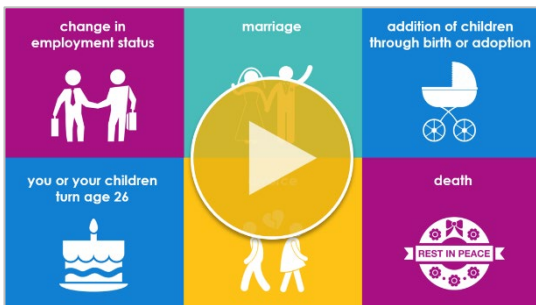 change in
employment status
marriage
addition of children
through birth or adoption
you or your children
turn age 26
death
REST IN PEACE